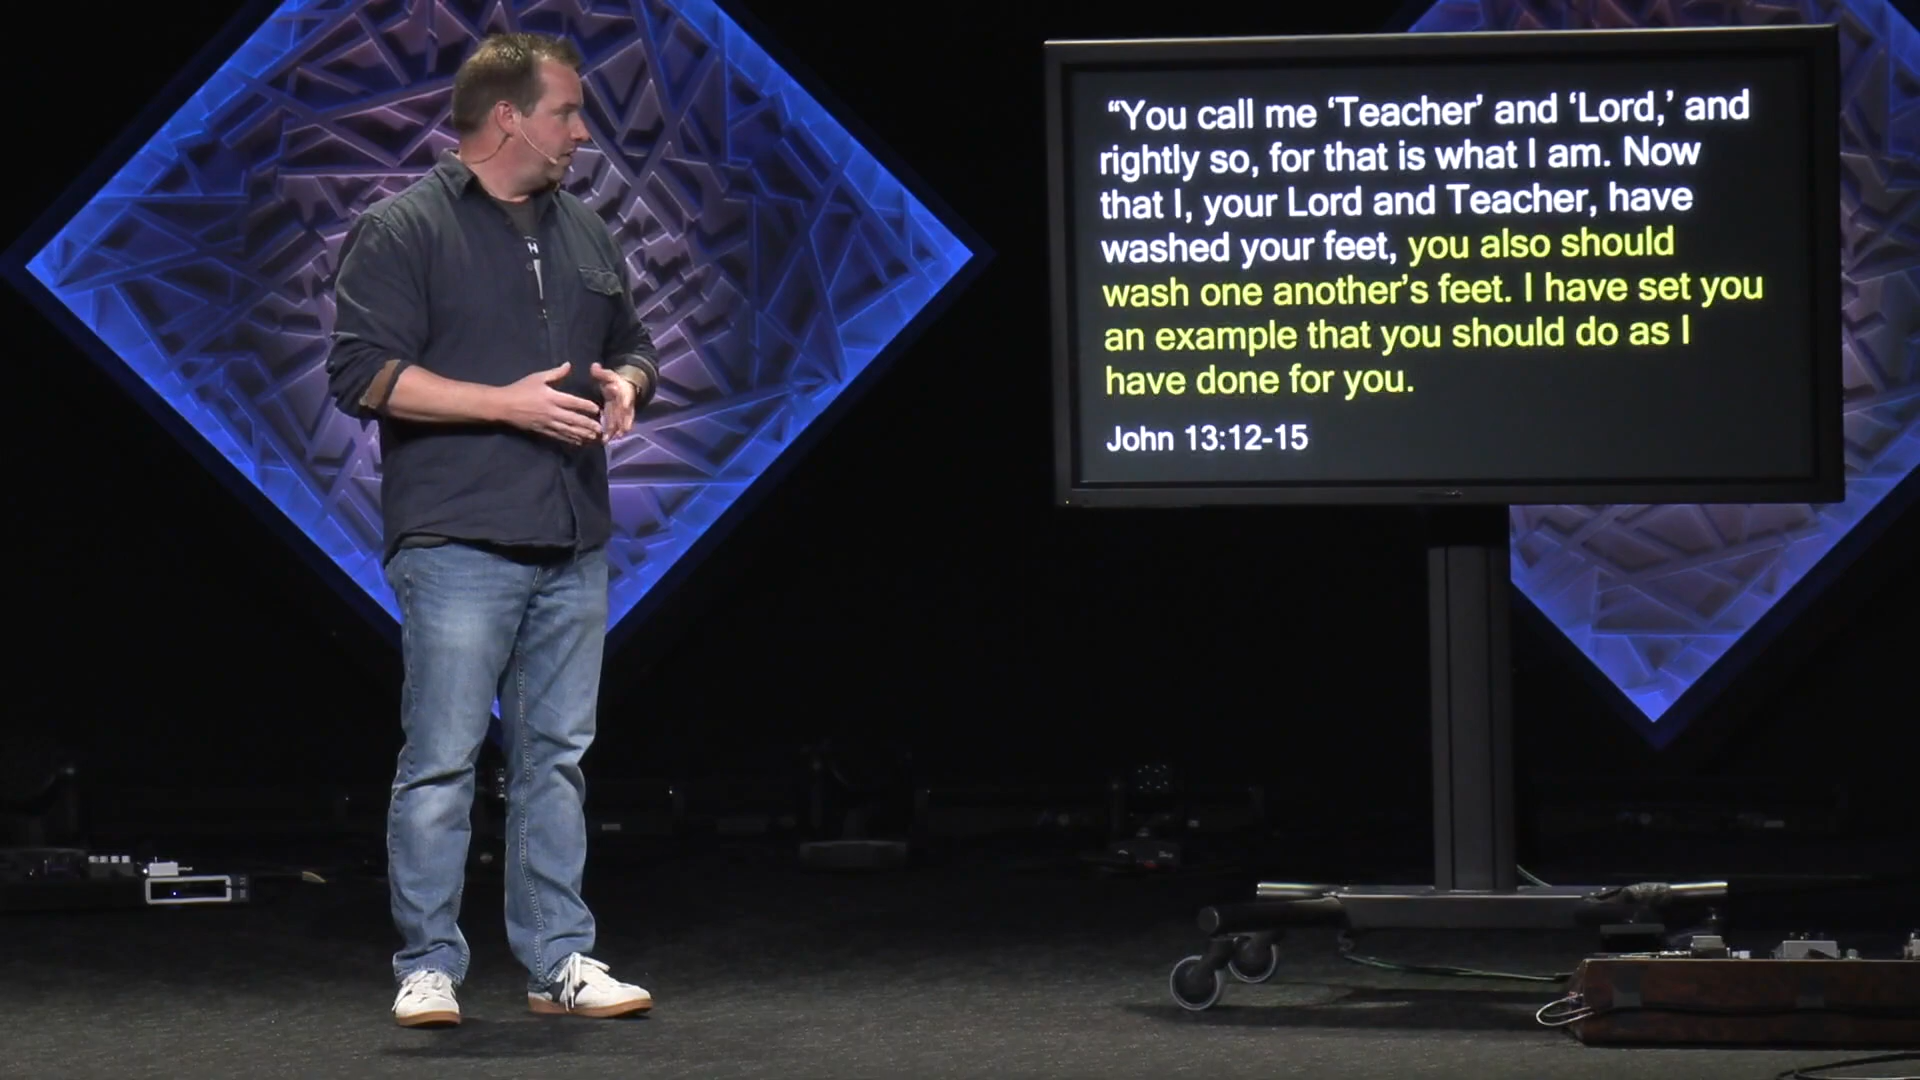 “You call me ‘Teacher’ and ‘Lord,’ and
rightly so, for that is what I am. Now
that I, your Lord and Teacher, have
washed your feet, you also should
wash one another’s feet. I have set you
an example that you should do as I
have done for you.
John 13:12-15